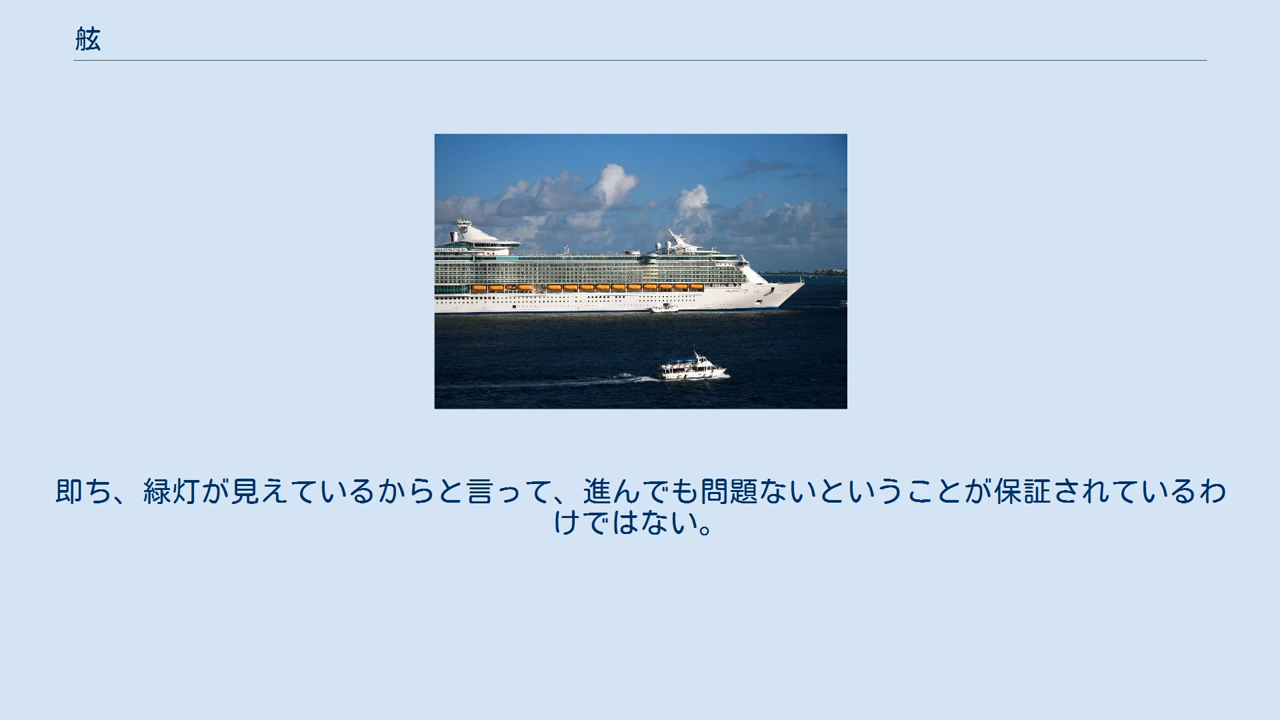 舷
即ち、緑灯が見えているからと言って、進んでも問題ないということが保証されているわ
けではない。